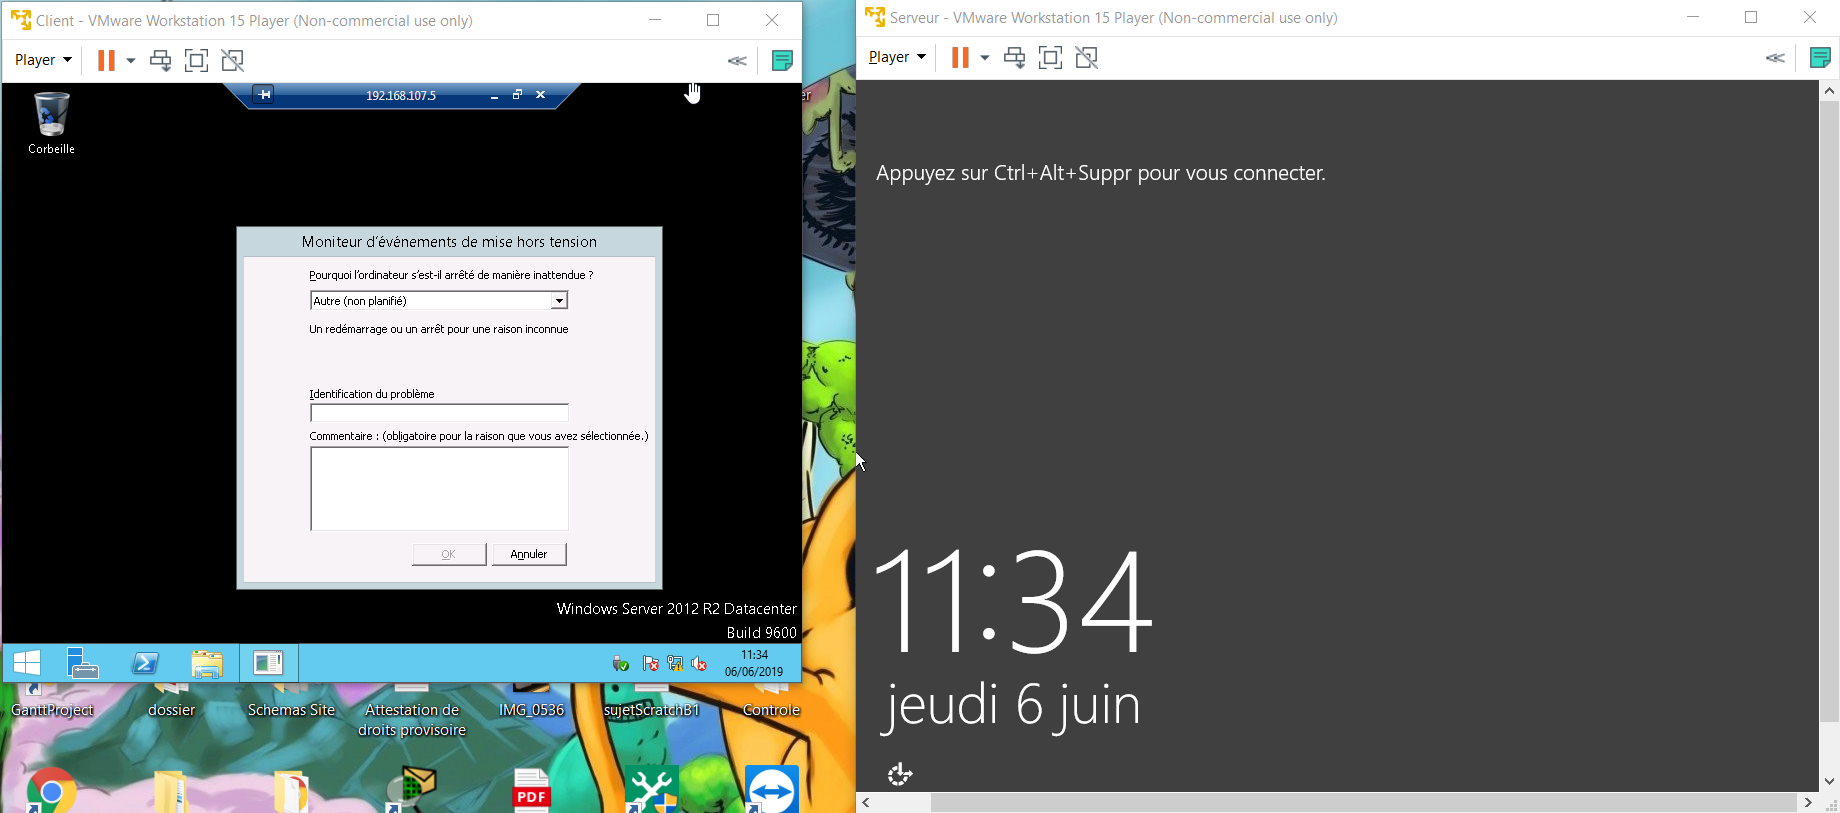 Client - VMware Workstation 15 Player (Non-commercial use only)
Player
192.168.107.5
Corbeille
Moniteur d'événements de mise hors tension
Pourquoi l'ordinateur s'est-il arrêté de manière inattendue ?
Autre (non planifié)
Un redémarrage ou un arrêt pour une raison inconnue
Identification du problème
Commentaire : (obligatoire pour la raison que vous avez sélectionnée.)
OK
Annuler
Windows Server 2012 R2 Datacenter
Build 9600
11:34
06/06/2019
GanttProject
dossier
Schemas Site
Attestation de
droits provisoire
IMG_0536
sujetScratchB1
Controle
PDF
Serveur - VMware Workstation 15 Player (Non-commercial use only)
Player
Appuyez sur Ctrl+Alt+Suppr pour vous connecter.
11:34
jeudi 6 juin